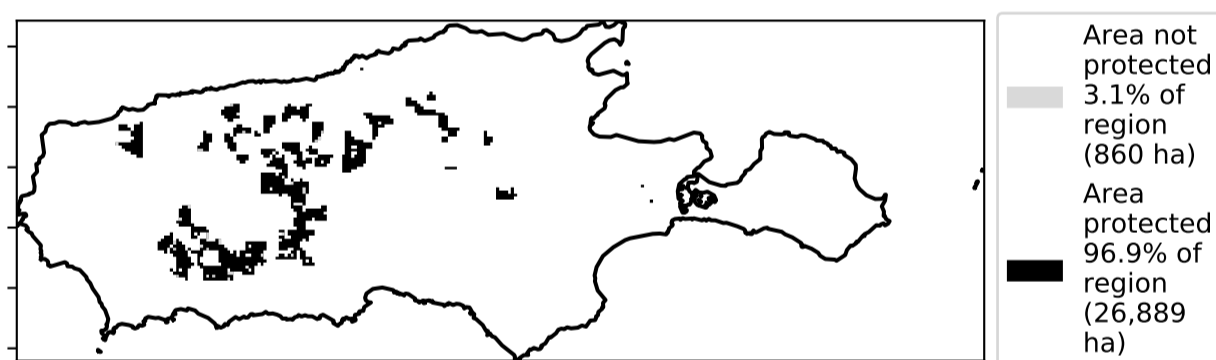 Area not
protected
3.1% of
region
(860 ha)
Area
protected
96.9% of
region
(26,889
ha)